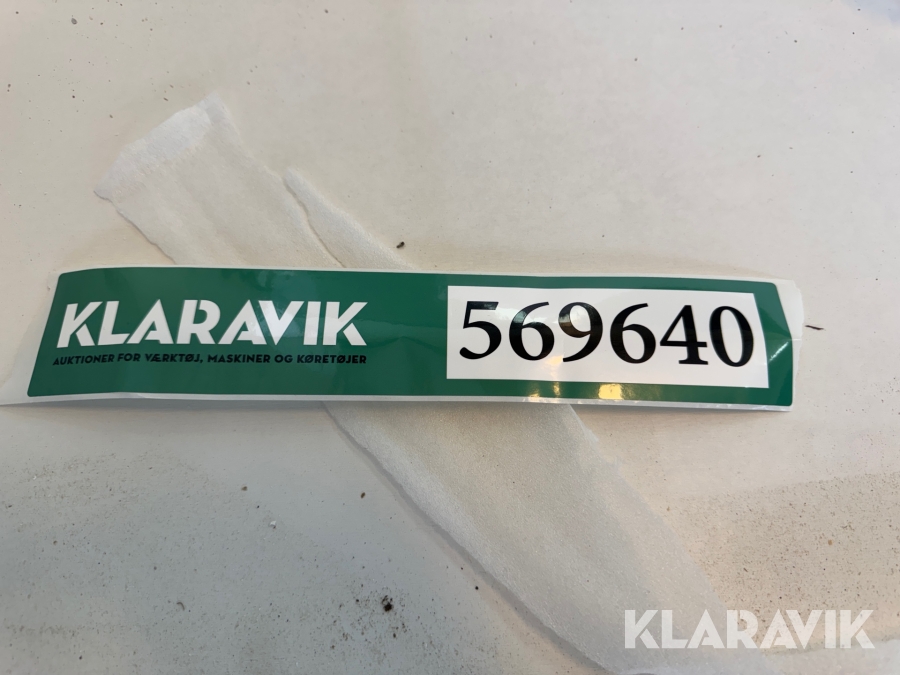 KLARAVIK
AUKTIONER FOR VÆRKTØJ, MASKINER OG KØRETØJER
569640
KLARAVIK